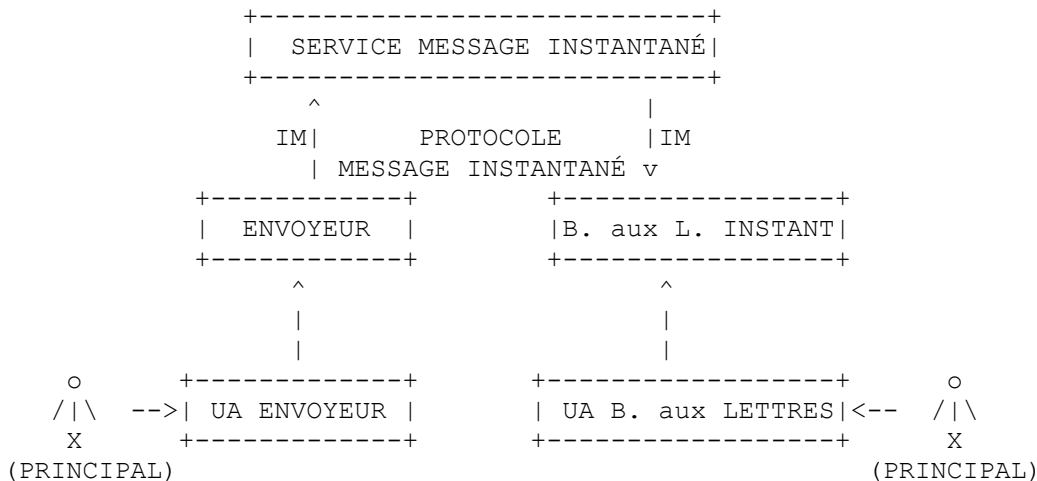 SERVICE MESSAGE INSTANTANÉ
IM PROTOCOLE IM
MESSAGE INSTANTANÉ
ENVOYEUR B. aux L. INSTANT
UA ENVOYEUR UA B. aux LETTRES
(PRINCIPAL) (PRINCIPAL)